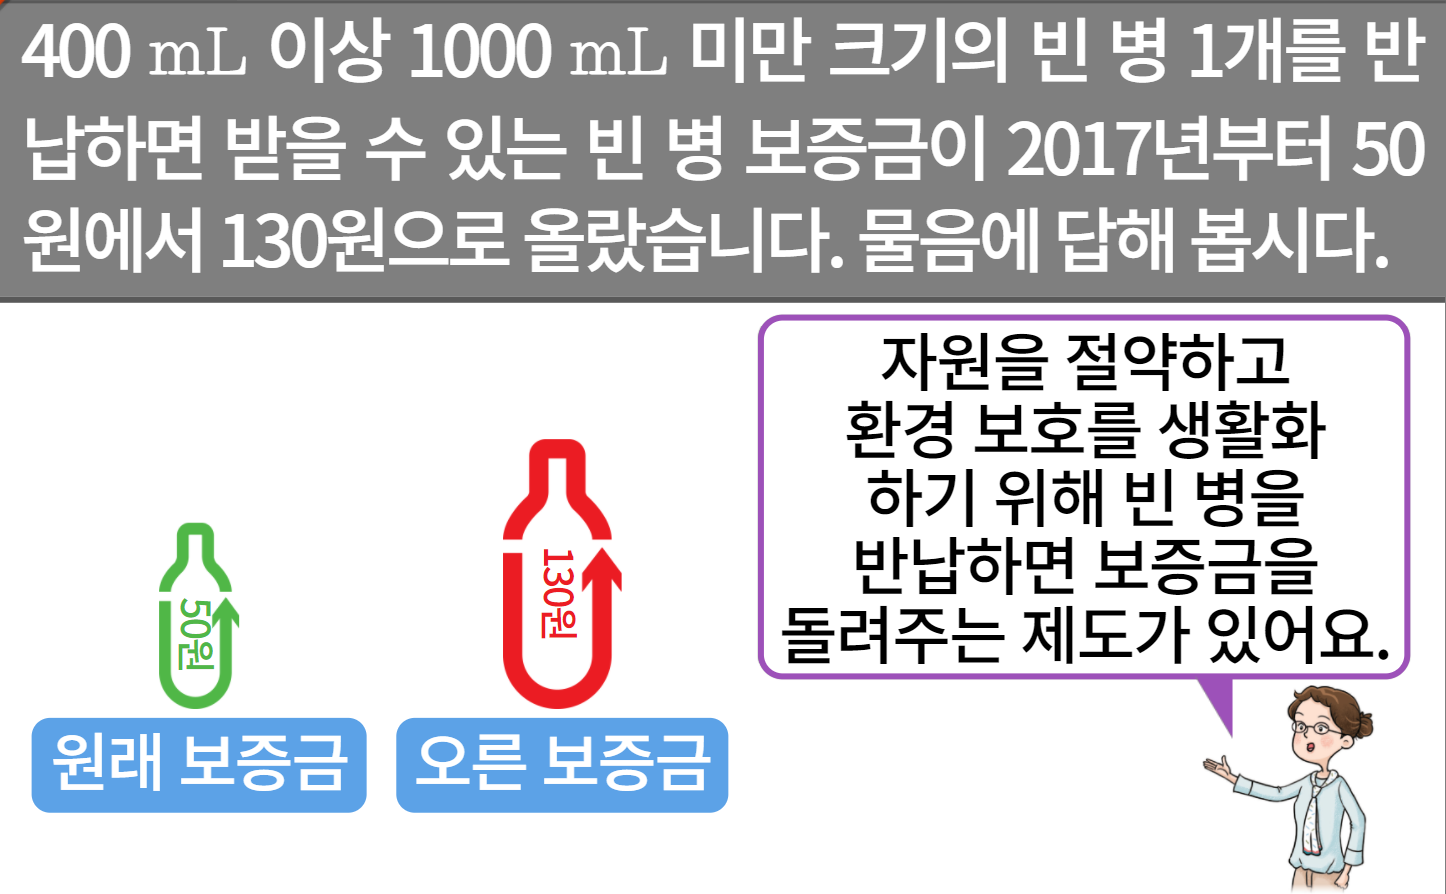 400 mL 이상 1000 mL 미만 크기의 빈 병 1개를 반
납하면 받을 수 있는 빈 병 보증금이 2017년부터 50
원에서 130원으로 올랐습니다. 물음에 답해 봅시다.
자원을 절약하고
환경 보호를 생활화
하기 위해 빈 병을
반납하면 보증금을
돌려주는 제도가 있어요.
50원
130원
원래 보증금
오른 보증금